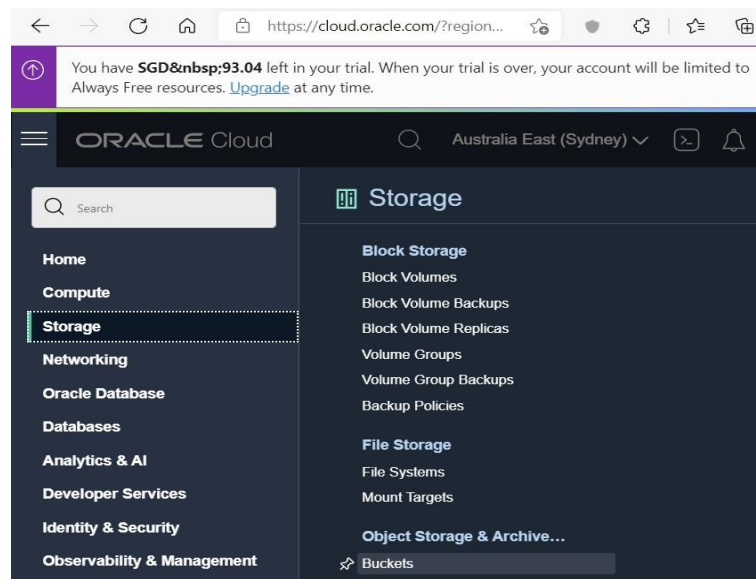 https://cloud.oracle.com/?region...
You have SGD&nbsp;93.04 left in your trial. When your trial is over, your account will be limited to
Always Free resources. Upgrade at any time.
ORACLE Cloud
Australia East (Sydney)
Search
Home
Compute
Storage
Networking
Oracle Database
Databases
Analytics & AI
Developer Services
Identity & Security
Observability & Management
Storage
Block Storage
Block Volumes
Block Volume Backups
Block Volume Replicas
Volume Groups
Volume Group Backups
Backup Policies
File Storage
File Systems
Mount Targets
Object Storage & Archive...
Buckets